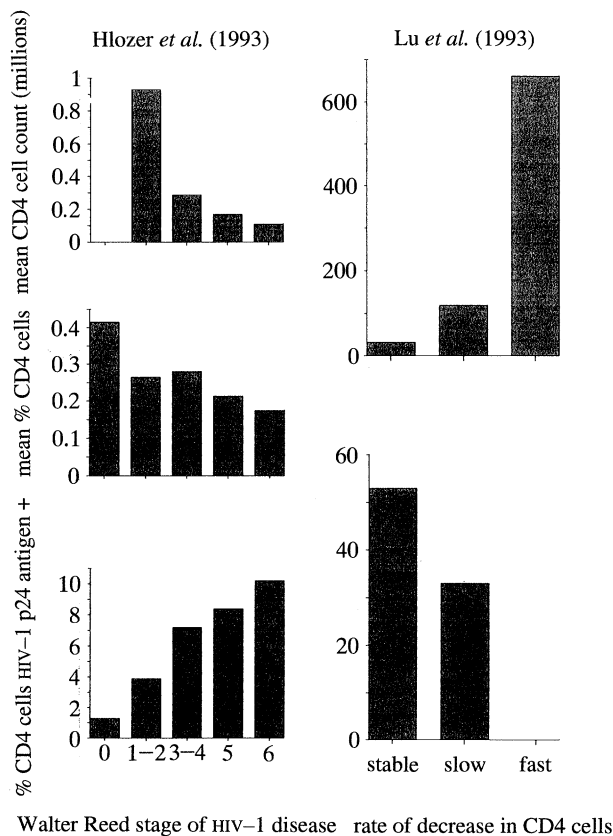 Hlozer et al. (1993)
Lu et al. (1993)
mean CD4 cell count (millions)
1
0.8
0.6
0.4
0.2
0
mean % CD4 cells
0.4
0.3
0.2
0.1
0
% CD4 cells HIV–1 p24 antigen +
10
8
6
4
2
0
0 1–2 3–4 5 6
Walter Reed stage of HIV–1 disease
600
400
200
0
60
40
20
0
stable slow fast
rate of decrease in CD4 cells